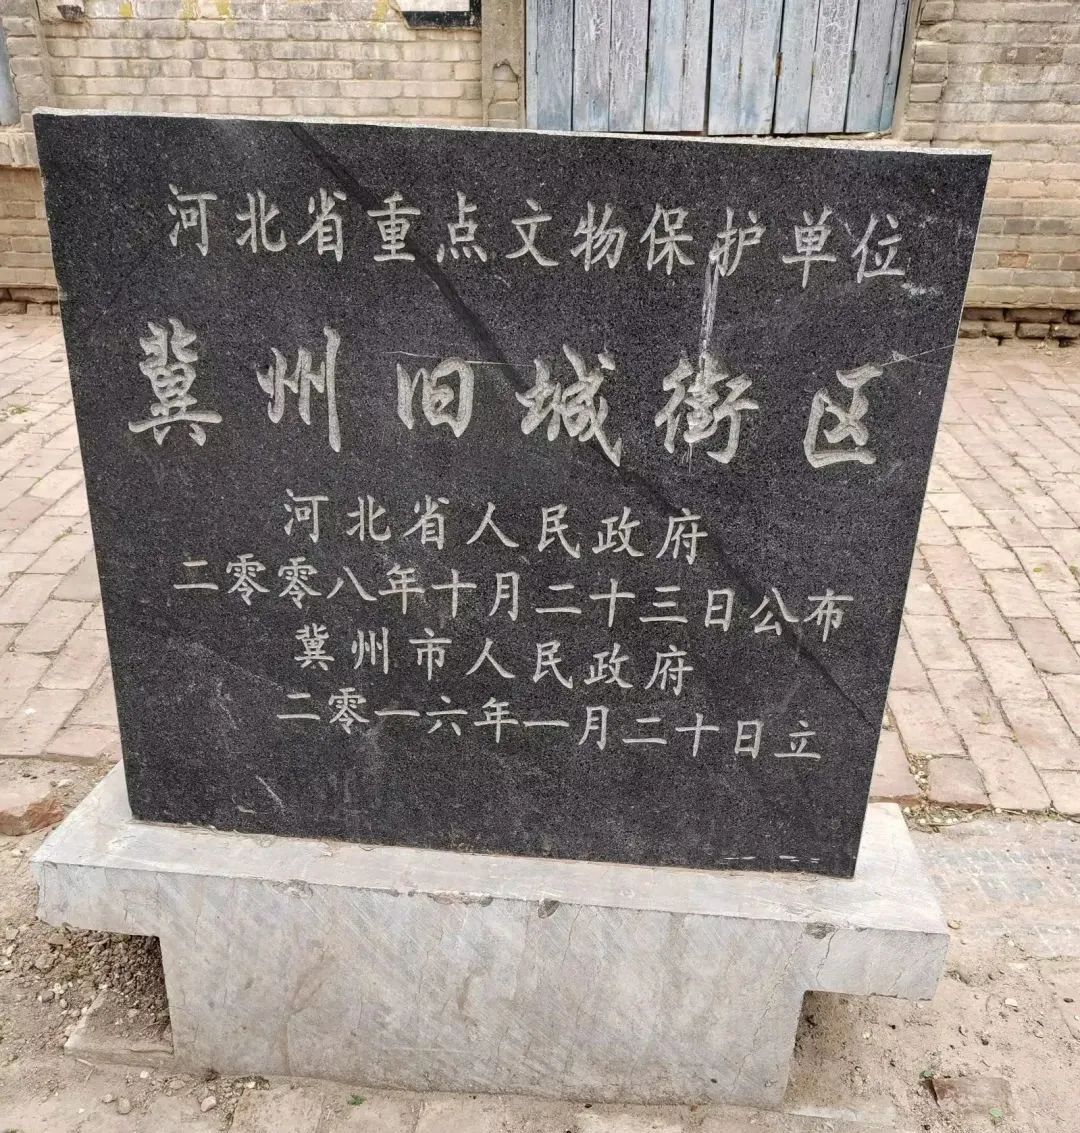 河北省重点文物保护单位
冀州旧城街区
河北省人民政府
二零零八年十月二十三日公布
冀州市人民政府
二零一六年一月二十日立